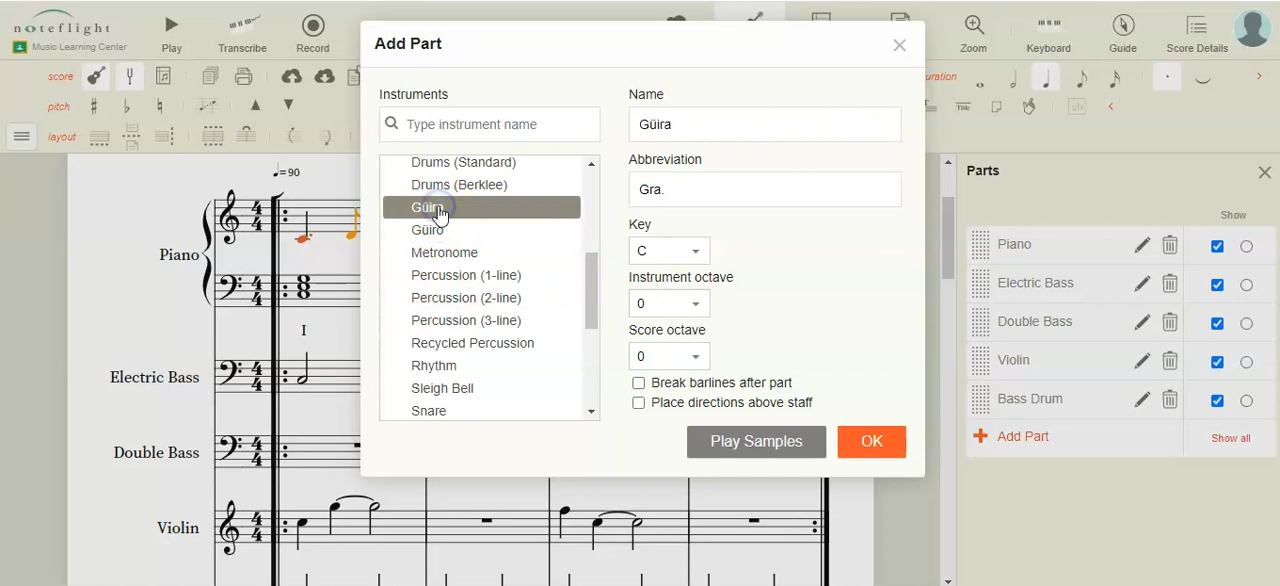 noteflight
Music Learning Center
Play
Transcribe
Record
Zoom
Keyboard
Guide
Score Details
score
pitch
layout
Title
Add Part
Instruments
Type instrument name
Drums (Standard)
Drums (Berklee)
Güira
Güiro
Metronome
Percussion (1-line)
Percussion (2-line)
Percussion (3-line)
Recycled Percussion
Rhythm
Sleigh Bell
Snare
Name
Güira
Abbreviation
Gra.
Key
C
Instrument octave
0
Score octave
0
Break barlines after part
Place directions above staff
Play Samples
OK
Parts
Show
Piano
Electric Bass
Double Bass
Violin
Bass Drum
Add Part
Show all
=90
Piano
I
Electric Bass
Double Bass
Violin